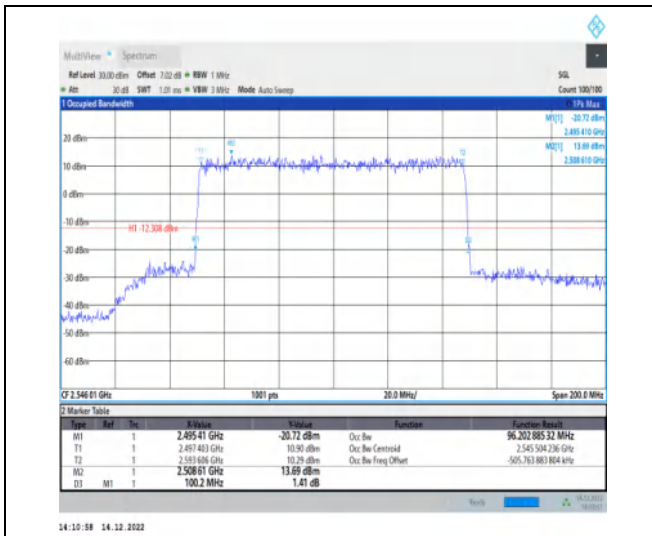 MultiView Spectrum
Ref Level 30.00 dBm Offset 7.02 dB RBW 1 MHz SGL
Att 30 dB SWT 1.01 ms VBW 3 MHz Mode Auto Sweep Count 100/100
1 Occupied Bandwidth 1Pk Max
M1[1] -20.72 dBm
2.495 410 GHz
20 dBm M2[1] 13.69 dBm
2.508 610 GHz
T1 M2 T2
10 dBm
0 dBm
-10 dBm
H1 -12.308 dBm
M1 D3
-20 dBm
-30 dBm
-40 dBm
-50 dBm
-60 dBm
CF 2.546 01 GHz 1001 pts 20.0 MHz/ Span 200.0 MHz
2 Marker Table
Type Ref Trc X-Value Y-Value Function Function Result
M1 1 2.495 41 GHz -20.72 dBm Occ Bw 96.202 885 32 MHz
T1 1 2.497 403 GHz 10.90 dBm Occ Bw Centroid 2.545 504 236 GHz
T2 1 2.593 606 GHz 10.29 dBm Occ Bw Freq Offset -505.763 883 804 kHz
M2 1 2.508 61 GHz 13.69 dBm
D3 M1 1 100.2 MHz 1.41 dB
Ready
14:10:58 14.12.2022